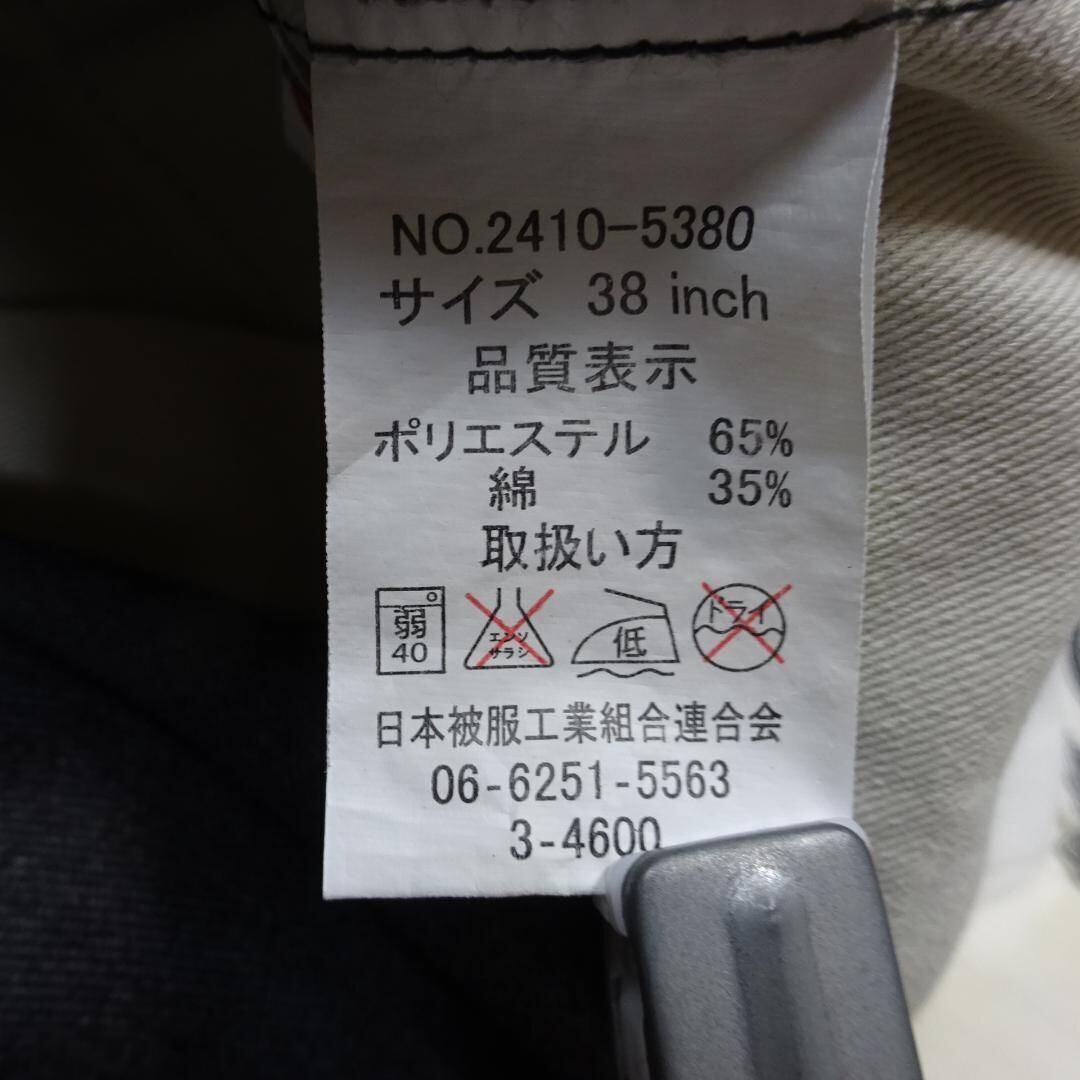 NO.2410-5380
サイズ 38 inch
品質表示
ポリエステル 65%
綿 35%
取扱い方
弱
40
エンソ
サラシ
低
ドライ
日本被服工業組合連合会
06-6251-5563
3-4600